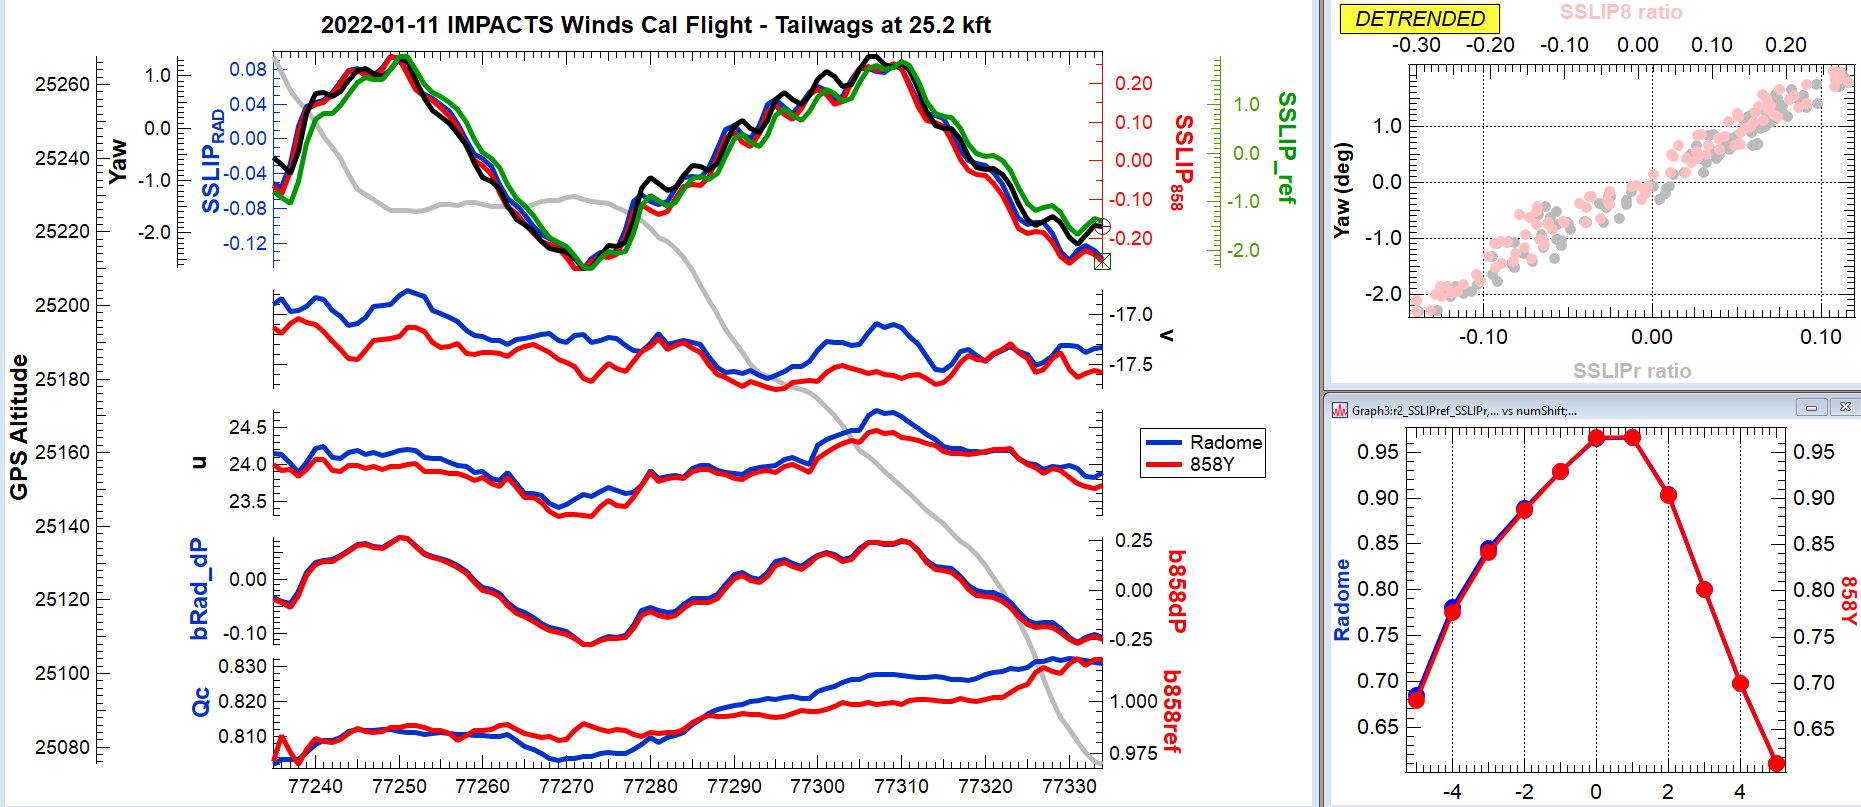 2022-01-11 IMPACTS Winds Cal Flight - Tailwags at 25.2 kft
GPS Altitude
25260
25240
25220
25200
25180
25160
25140
25120
25100
25080
Yaw
1.0
0.0
-1.0
-2.0
SSLIPRAD
0.08
0.04
0.00
-0.04
-0.08
-0.12
0.20
0.10
0.00
-0.10
-0.20
SSLIP858
1.0
0.0
-1.0
-2.0
SSLIP_ref
-17.0
-17.5
v
u
24.5
24.0
23.5
Radome
858Y
bRad_dP
0.00
-0.10
0.25
0.00
-0.25
b858dP
Qc
0.830
0.820
0.810
1.000
0.975
b858ref
77240 77250 77260 77270 77280 77290 77300 77310 77320 77330
DETRENDED
SSLIP8 ratio
-0.30 -0.20 -0.10 0.00 0.10 0.20
Yaw (deg)
1.0
0.0
-1.0
-2.0
-0.10 0.00 0.10
SSLIPr ratio
Graph3:r2_SSLIPref_SSLIPr,... vs numShift;...
Radome
0.95
0.90
0.85
0.80
0.75
0.70
0.65
0.95
0.90
0.85
0.80
0.75
0.70
0.65
858Y
-4 -2 0 2 4